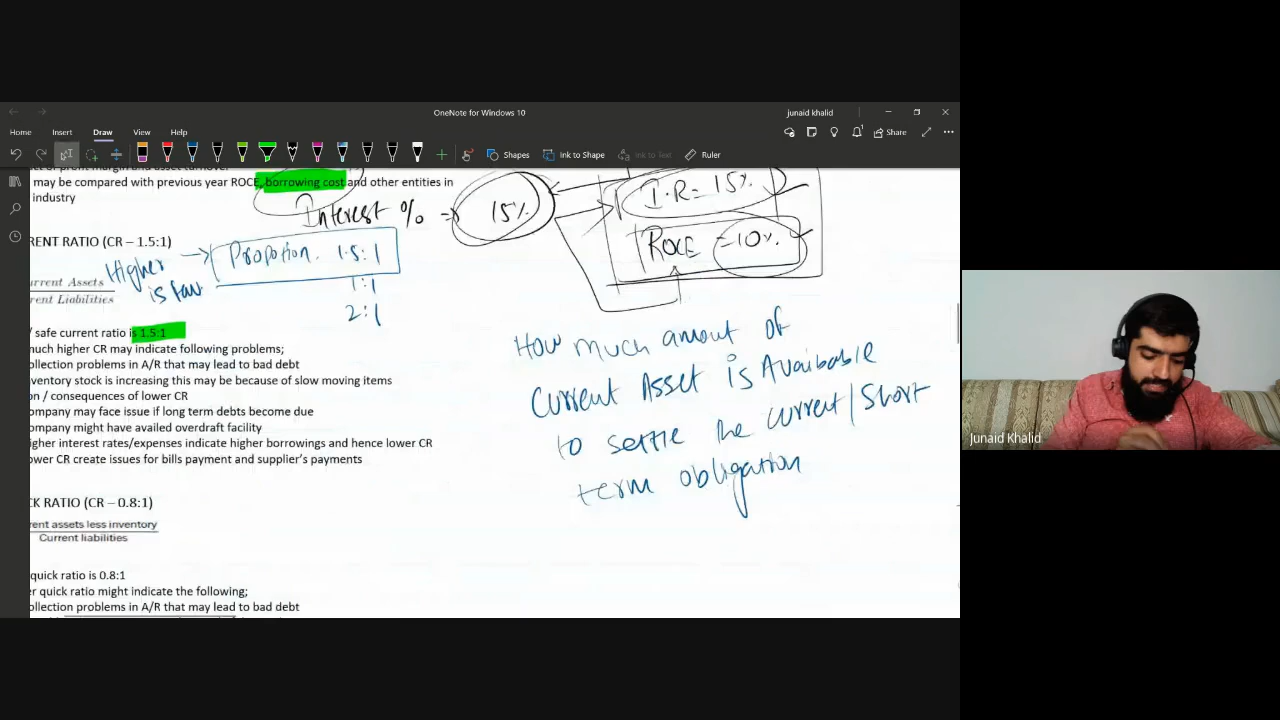 OneNote for Windows 10
junaid khalid
Home Insert Draw View Help
Share
Shapes Ink to Shape Ink to Text Ruler
may be compared with previous year ROCE, borrowing cost and other entities in
industry
Interest % → 15%
I.R = 15%
ROCE = 10%
RENT RATIO (CR – 1.5:1)
Higher → Propotion 1.5:1
is fav
1:1
2:1
urrent Assets
rrent Liabilities
/ safe current ratio is 1.5:1
much higher CR may indicate following problems;
ollection problems in A/R that may lead to bad debt
nventory stock is increasing this may be because of slow moving items
on / consequences of lower CR
ompany may face issue if long term debts become due
ompany might have availed overdraft facility
igher interest rates/expenses indicate higher borrowings and hence lower CR
ower CR create issues for bills payment and supplier's payments
How much amount of
Current Asset is Avaibable
to settle the current/short
term obligation
CK RATIO (CR – 0.8:1)
rent assets less inventory
Current liabilities
quick ratio is 0.8:1
er quick ratio might indicate the following;
ollection problems in A/R that may lead to bad debt
Junaid Khalid